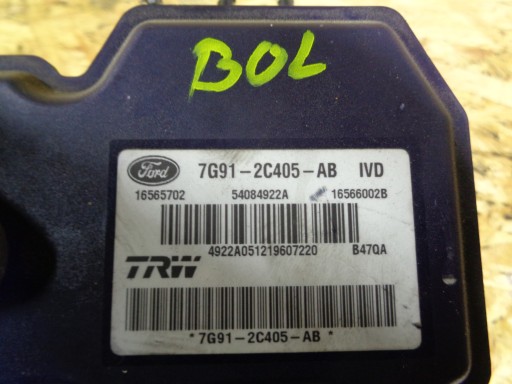 BOL
Ford 7G91-2C405-AB IVD
16565702 54084922A 16566002B
4922A051219607220 B47QA
TRW
*7G91-2C405-AB*